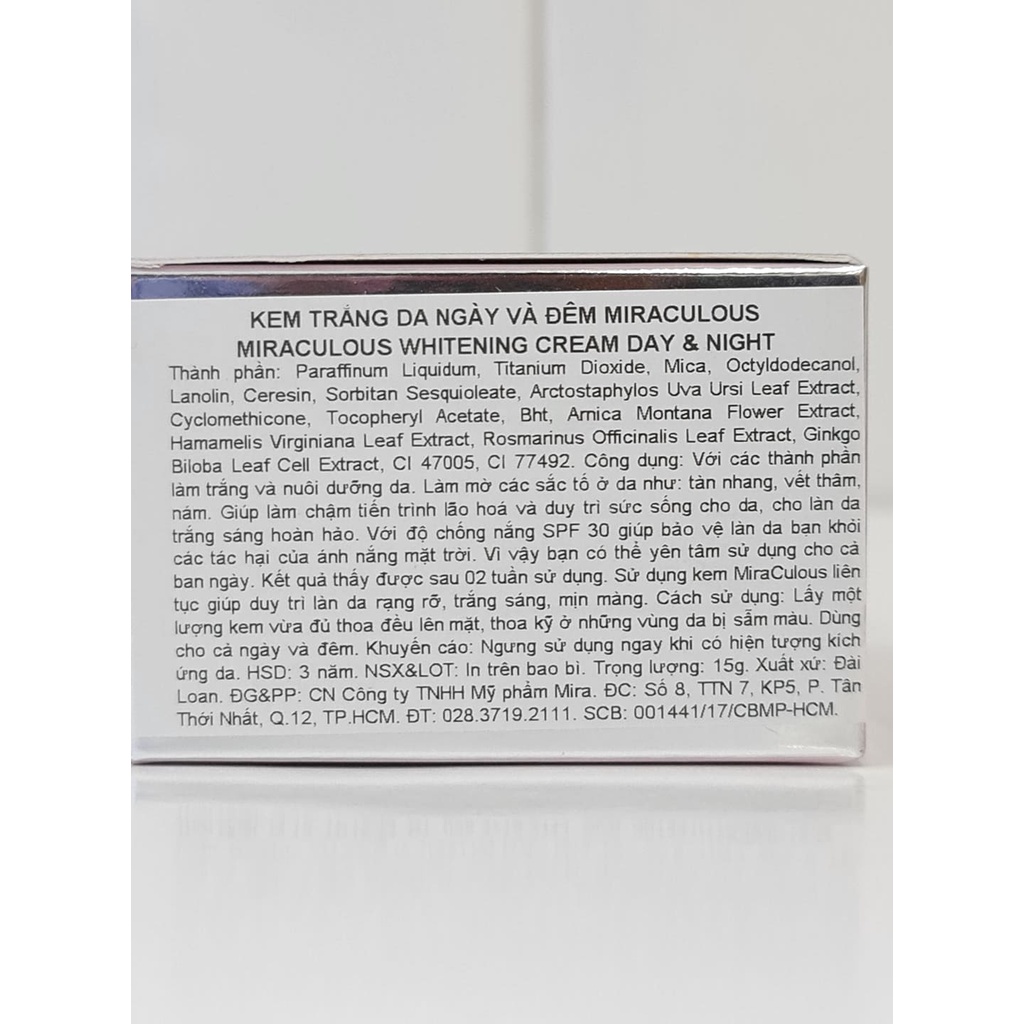 KEM TRẮNG DA NGÀY VÀ ĐÊM MIRACULOUS
MIRACULOUS WHITENING CREAM DAY & NIGHT
Thành phần: Paraffinum Liquidum, Titanium Dioxide, Mica, Octyldodecanol,
Lanolin, Ceresin, Sorbitan Sesquioleate, Arctostaphylos Uva Ursi Leaf Extract,
Cyclomethicone, Tocopheryl Acetate, Bht, Arnica Montana Flower Extract,
Hamamelis Virginiana Leaf Extract, Rosmarinus Officinalis Leaf Extract, Ginkgo
Biloba Leaf Cell Extract, CI 47005, CI 77492. Công dụng: Với các thành phần
làm trắng và nuôi dưỡng da. Làm mờ các sắc tố ở da như: tàn nhang, vết thâm,
nám. Giúp làm chậm tiến trình lão hoá và duy trì sức sống cho da, cho làn da
trắng sáng hoàn hảo. Với độ chống nắng SPF 30 giúp bảo vệ làn da bạn khỏi
các tác hại của ánh nắng mặt trời. Vì vậy bạn có thể yên tâm sử dụng cho cả
ban ngày. Kết quả thấy được sau 02 tuần sử dụng. Sử dụng kem MiraCulous liên
tục giúp duy trì làn da rạng rỡ, trắng sáng, mịn màng. Cách sử dụng: Lấy một
lượng kem vừa đủ thoa đều lên mặt, thoa kỹ ở những vùng da bị sẫm màu. Dùng
cho cả ngày và đêm. Khuyến cáo: Ngưng sử dụng ngay khi có hiện tượng kích
ứng da. HSD: 3 năm. NSX&LOT: In trên bao bì. Trọng lượng: 15g. Xuất xứ: Đài
Loan. ĐG&PP: CN Công ty TNHH Mỹ phẩm Mira. ĐC: Số 8, TTN 7, KP5, P. Tân
Thới Nhất, Q.12, TP.HCM. ĐT: 028.3719.2111. SCB: 001441/17/CBMP-HCM.